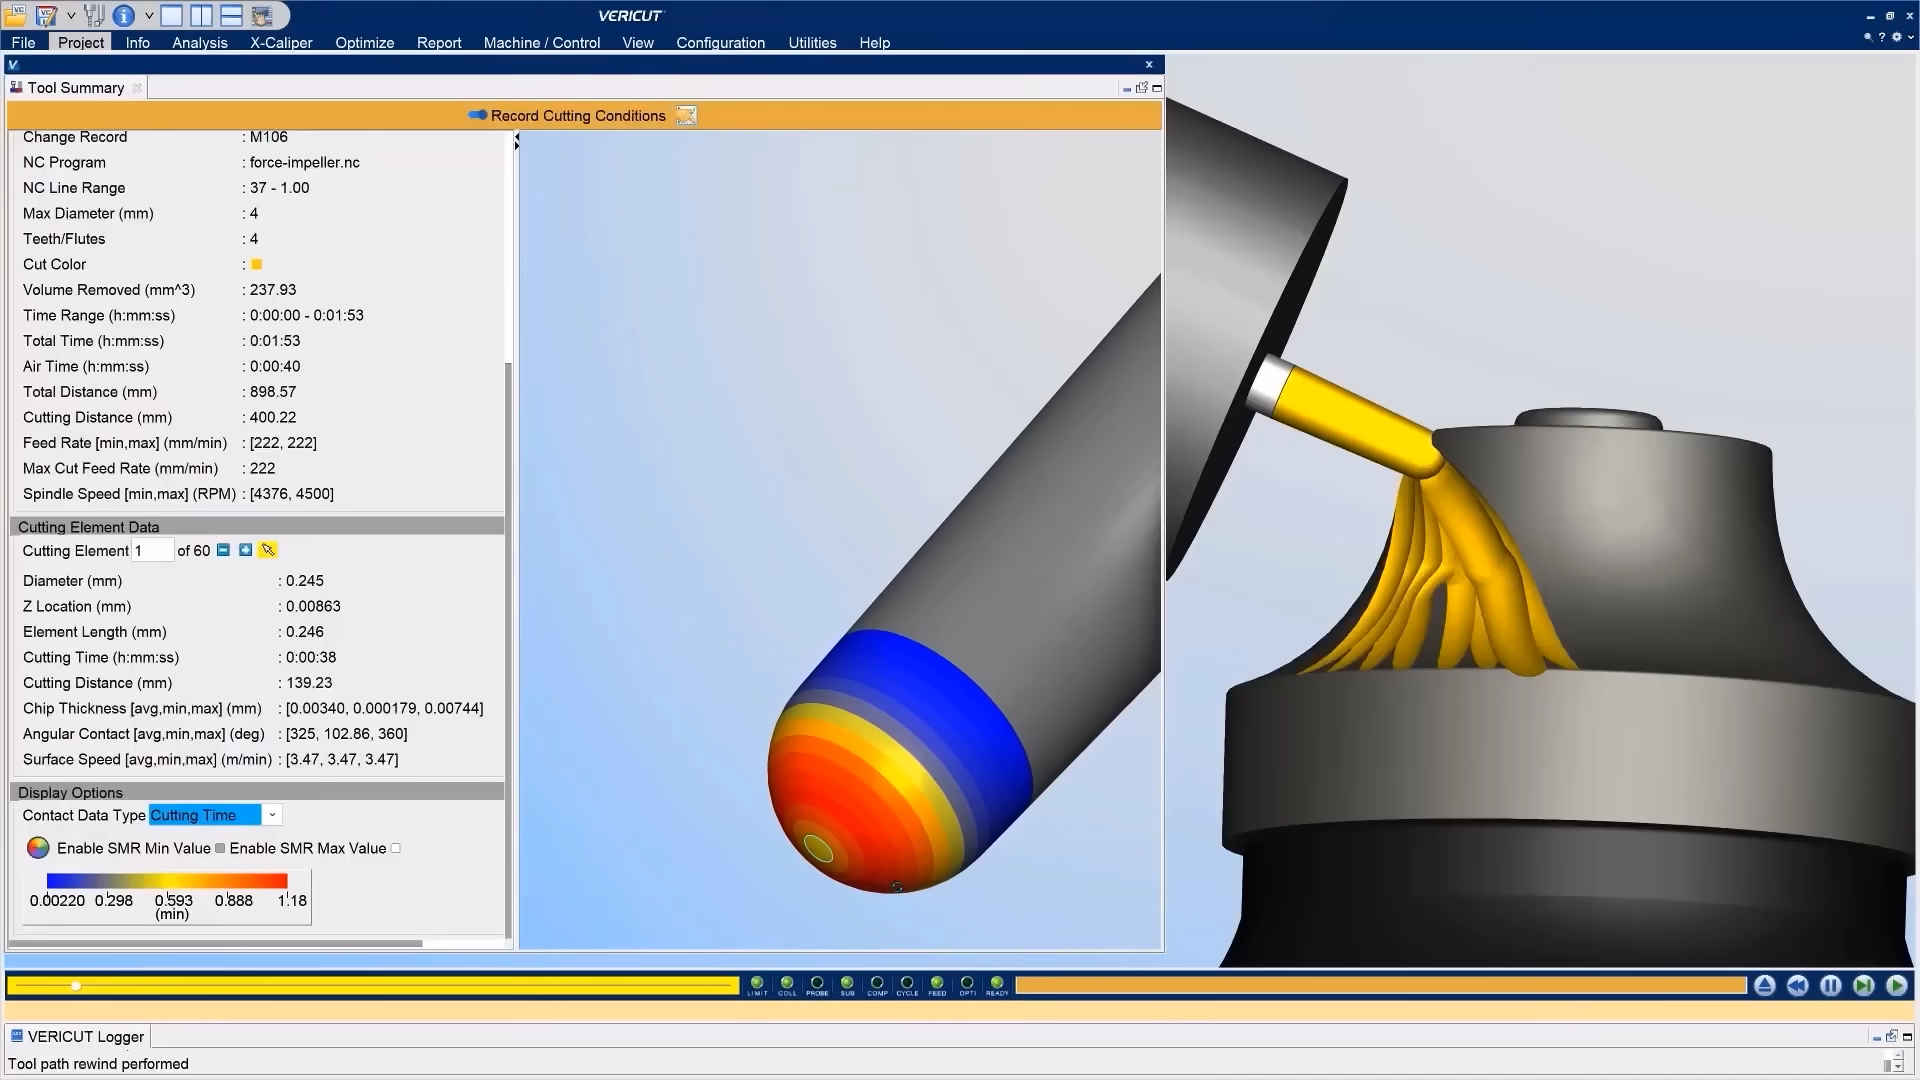 VERICUT
File Project Info Analysis X-Caliper Optimize Report Machine / Control View Configuration Utilities Help
Tool Summary
Record Cutting Conditions
Change Record : M106
NC Program : force-impeller.nc
NC Line Range : 37 - 1.00
Max Diameter (mm) : 4
Teeth/Flutes : 4
Cut Color :
Volume Removed (mm^3) : 237.93
Time Range (h:mm:ss) : 0:00:00 - 0:01:53
Total Time (h:mm:ss) : 0:01:53
Air Time (h:mm:ss) : 0:00:40
Total Distance (mm) : 898.57
Cutting Distance (mm) : 400.22
Feed Rate [min,max] (mm/min) : [222, 222]
Max Cut Feed Rate (mm/min) : 222
Spindle Speed [min,max] (RPM) : [4376, 4500]
Cutting Element Data
Cutting Element 1 of 60
Diameter (mm) : 0.245
Z Location (mm) : 0.00863
Element Length (mm) : 0.246
Cutting Time (h:mm:ss) : 0:00:38
Cutting Distance (mm) : 139.23
Chip Thickness [avg,min,max] (mm) : [0.00340, 0.000179, 0.00744]
Angular Contact [avg,min,max] (deg) : [325, 102.86, 360]
Surface Speed [avg,min,max] (m/min) : [3.47, 3.47, 3.47]
Display Options
Contact Data Type Cutting Time
Enable SMR Min Value Enable SMR Max Value
0.00220 0.298 0.593 0.888 1.18
(min)
LIMIT COLL PROBE SUB COMP CYCLE FEED OPTI READY
VERICUT Logger
Tool path rewind performed